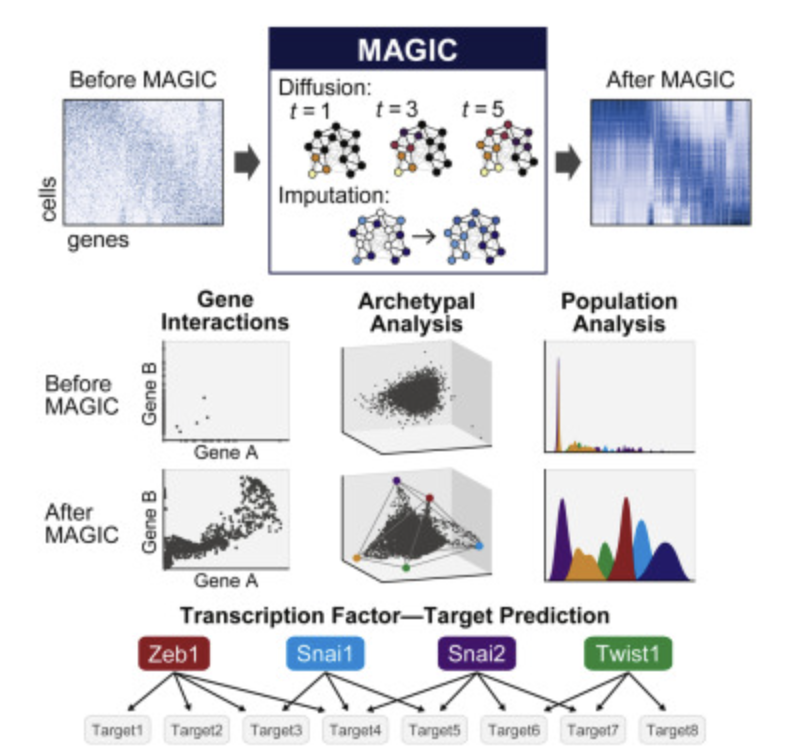 MAGIC
Before MAGIC
After MAGIC
Diffusion:
t = 1
t = 3
t = 5
Imputation:
cells
genes
Gene
Interactions
Archetypal
Analysis
Population
Analysis
Before
MAGIC
Gene B
Gene A
After
MAGIC
Gene B
Gene A
Transcription Factor—Target Prediction
Zeb1
Snai1
Snai2
Twist1
Target1
Target2
Target3
Target4
Target5
Target6
Target7
Target8